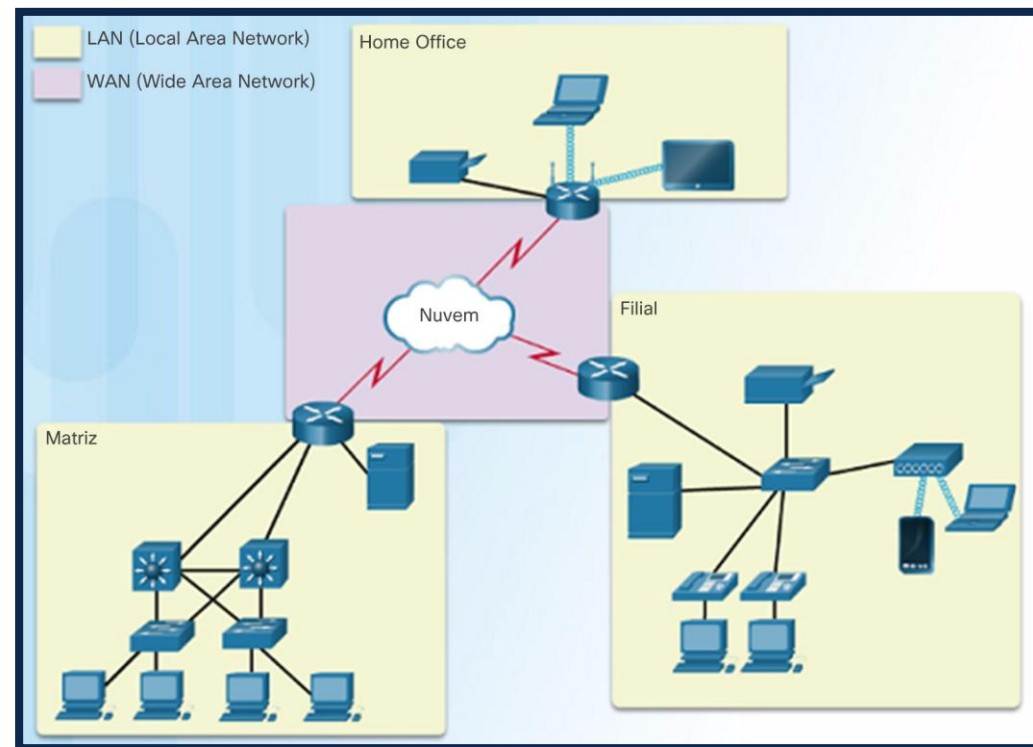 LAN (Local Area Network)
WAN (Wide Area Network)
Home Office
Nuvem
Filial
Matriz